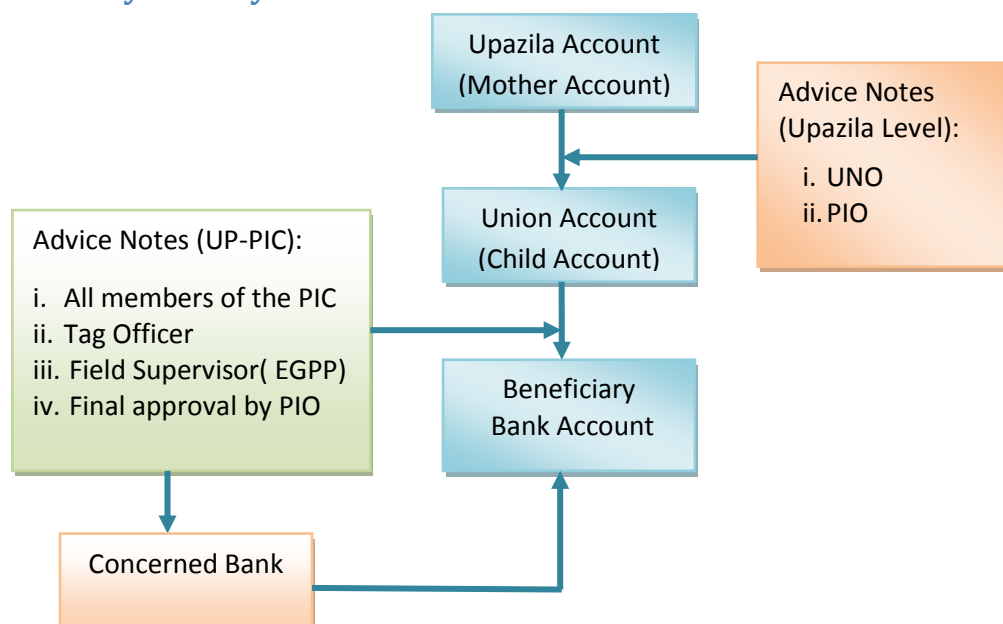 Upazila Account
(Mother Account)
Advice Notes
(Upazila Level):
i. UNO
ii. PIO
Union Account
(Child Account)
Advice Notes (UP-PIC):
i. All members of the PIC
ii. Tag Officer
iii. Field Supervisor( EGPP)
iv. Final approval by PIO
Beneficiary
Bank Account
Concerned Bank